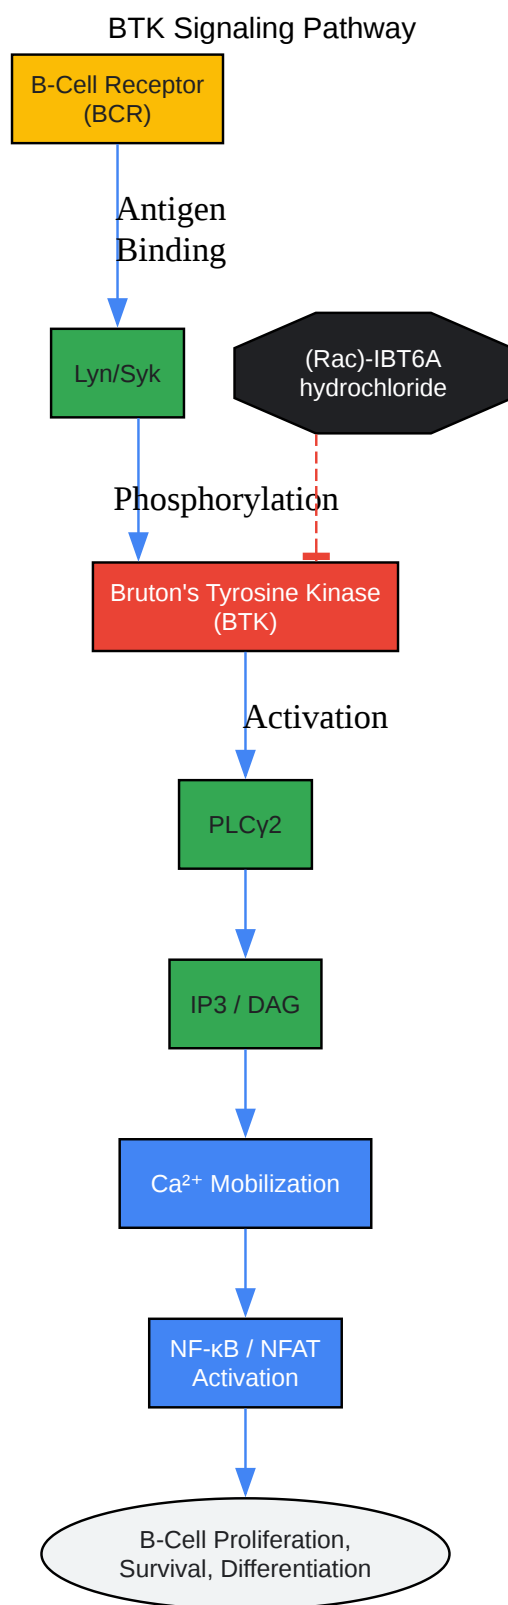 BTK Signaling Pathway
B-Cell Receptor
(BCR)
Antigen
Binding
Lyn/Syk
(Rac)-IBT6A
hydrochloride
Phosphorylation
Bruton's Tyrosine Kinase
(BTK)
Activation
PLCγ2
IP3 / DAG
Ca²⁺ Mobilization
NF-κB / NFAT
Activation
B-Cell Proliferation,
Survival, Differentiation